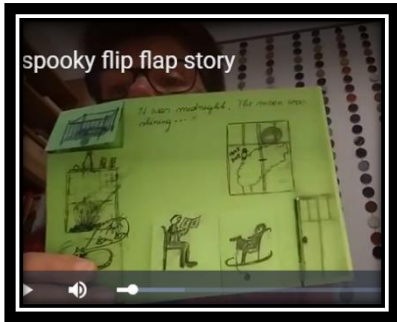 spooky flip flap story
It was midnight. The moon was
shining....